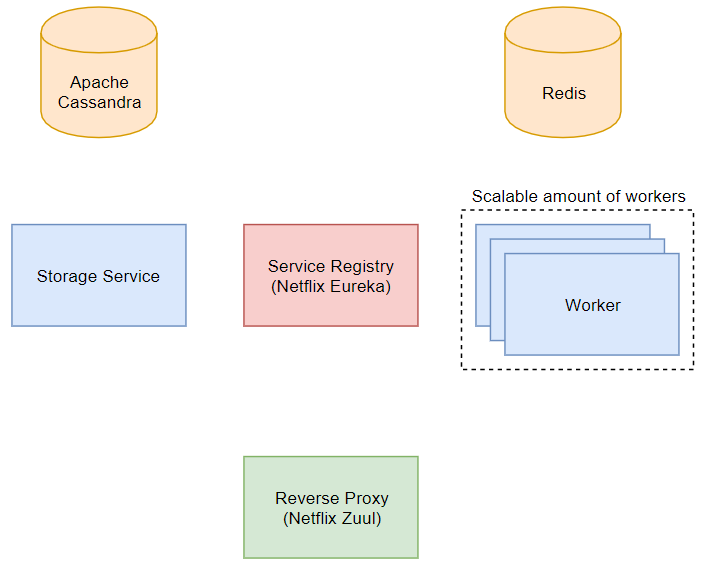 Apache
Cassandra
Redis
Scalable amount of workers
Storage Service
Service Registry
(Netflix Eureka)
Worker
Reverse Proxy
(Netflix Zuul)